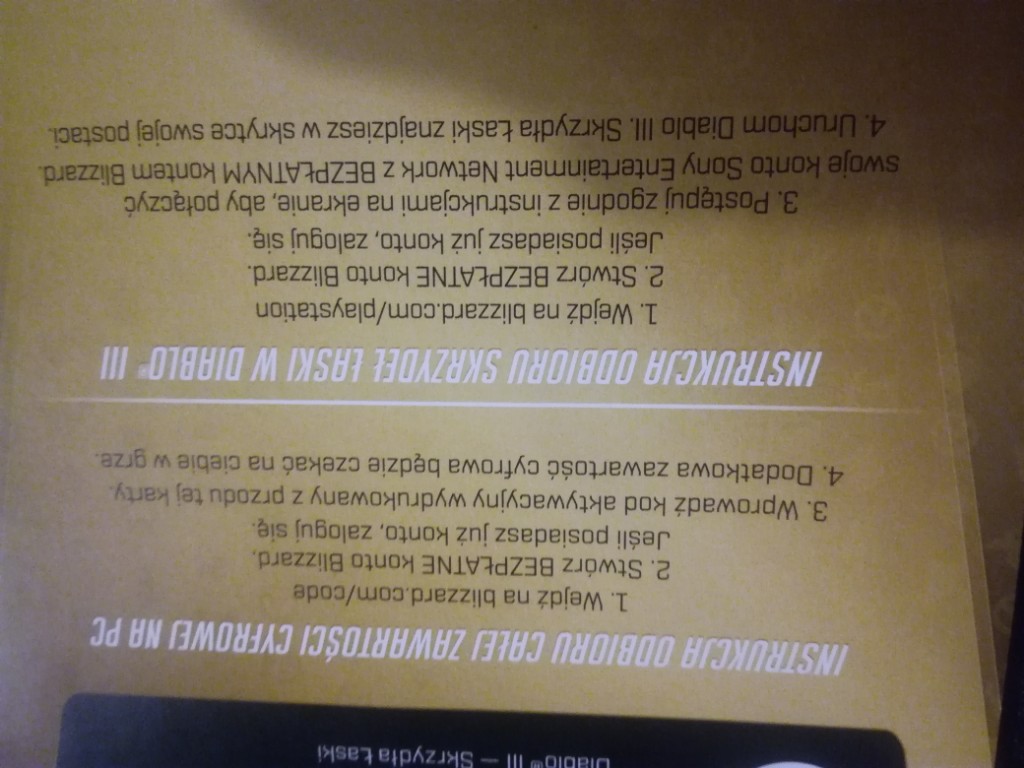 Diablo® III — Skrzydła Łaski
INSTRUKCJA ODBIORU CAŁEJ ZAWARTOŚCI CYFROWEJ NA PC
1. Wejdź na blizzard.com/code
2. Stwórz BEZPŁATNE konto Blizzard.
Jeśli posiadasz już konto, zaloguj się.
3. Wprowadź kod aktywacyjny wydrukowany z przodu tej karty.
4. Dodatkowa zawartość cyfrowa będzie czekać na ciebie w grze.
INSTRUKCJA ODBIORU SKRZYDEŁ ŁASKI W DIABLO® III
1. Wejdź na blizzard.com/playstation
2. Stwórz BEZPŁATNE konto Blizzard.
Jeśli posiadasz już konto, zaloguj się.
3. Postępuj zgodnie z instrukcjami na ekranie, aby połączyć
swoje konto Sony Entertainment Network z BEZPŁATNYM kontem Blizzard.
4. Uruchom Diablo III. Skrzydła Łaski znajdziesz w skrytce swojej postaci.